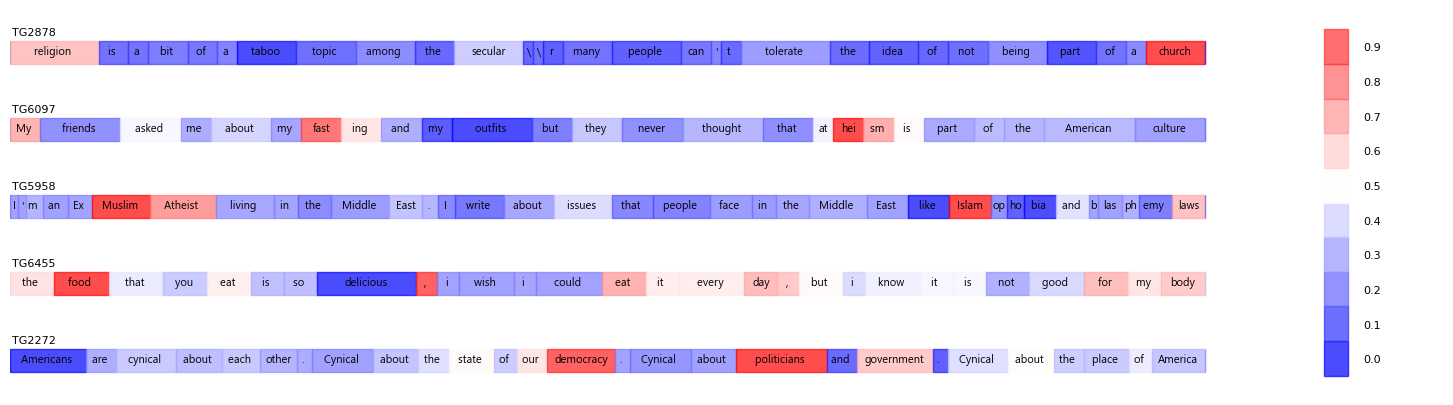 TG2878
religion is a bit of a taboo topic among the secular \ \ r many people can ' t tolerate the idea of not being part of a church
TG6097
My friends asked me about my fast ing and my outfits but they never thought that at hei sm is part of the American culture
TG5958
I ' m an Ex Muslim Atheist living in the Middle East . I write about issues that people face in the Middle East like Islam op ho bia and b las ph emy laws
TG6455
the food that you eat is so delicious , i wish i could eat it every day , but i know it is not good for my body
TG2272
Americans are cynical about each other . Cynical about the state of our democracy . Cynical about politicians and government . Cynical about the place of America
0.9
0.8
0.7
0.6
0.5
0.4
0.3
0.2
0.1
0.0